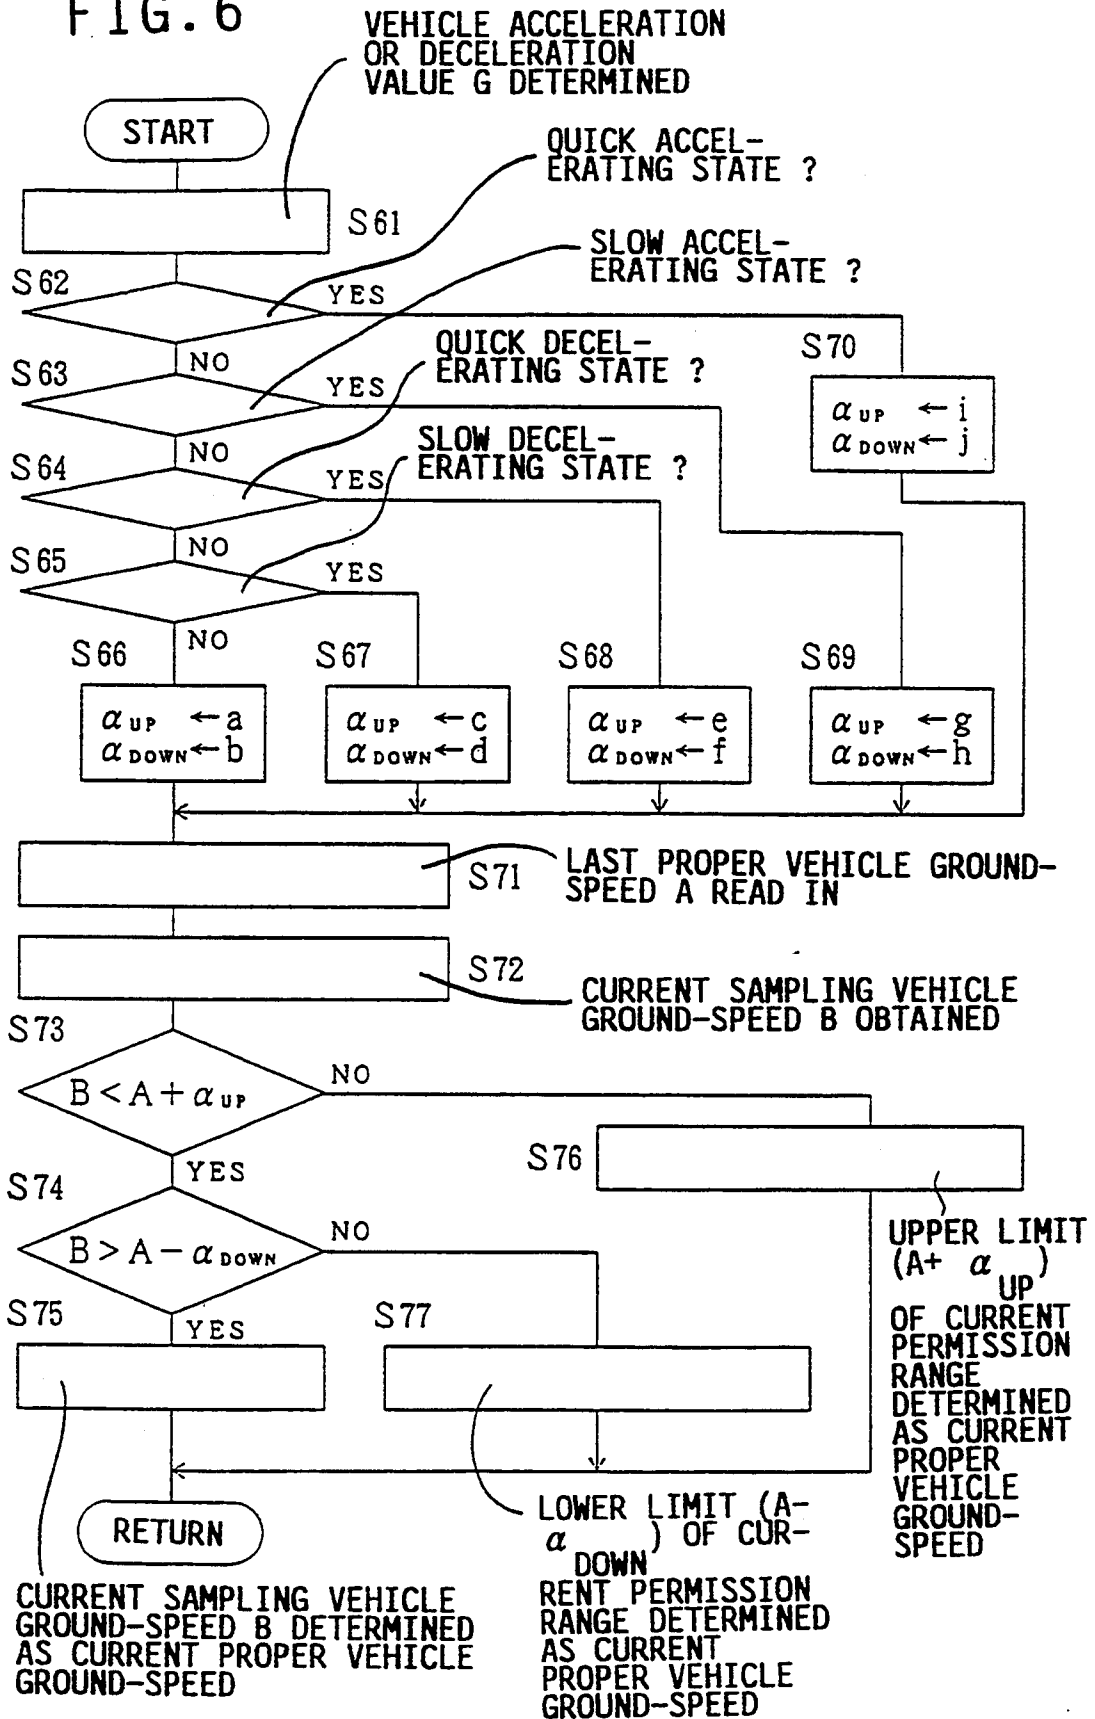 FIG.6
VEHICLE ACCELERATION
OR DECELERATION
VALUE G DETERMINED
START
QUICK ACCEL-
ERATING STATE ?
S61
SLOW ACCEL-
ERATING STATE ?
S62
YES
NO
QUICK DECEL-
ERATING STATE ?
S70
α UP ← i
α DOWN ← j
S63
YES
NO
SLOW DECEL-
ERATING STATE ?
S64
YES
NO
S65
YES
NO
S66
α UP ← a
α DOWN ← b
S67
α UP ← c
α DOWN ← d
S68
α UP ← e
α DOWN ← f
S69
α UP ← g
α DOWN ← h
S71
LAST PROPER VEHICLE GROUND-
SPEED A READ IN
S72
CURRENT SAMPLING VEHICLE
GROUND-SPEED B OBTAINED
S73
B < A + α UP
NO
YES
S76
S74
B > A − α DOWN
NO
YES
UPPER LIMIT
(A+ α UP)
OF CURRENT
PERMISSION
RANGE
DETERMINED
AS CURRENT
PROPER
VEHICLE
GROUND-
SPEED
S75
S77
RETURN
LOWER LIMIT (A-
α DOWN) OF CUR-
RENT PERMISSION
RANGE DETERMINED
AS CURRENT
PROPER VEHICLE
GROUND-SPEED
CURRENT SAMPLING VEHICLE
GROUND-SPEED B DETERMINED
AS CURRENT PROPER VEHICLE
GROUND-SPEED